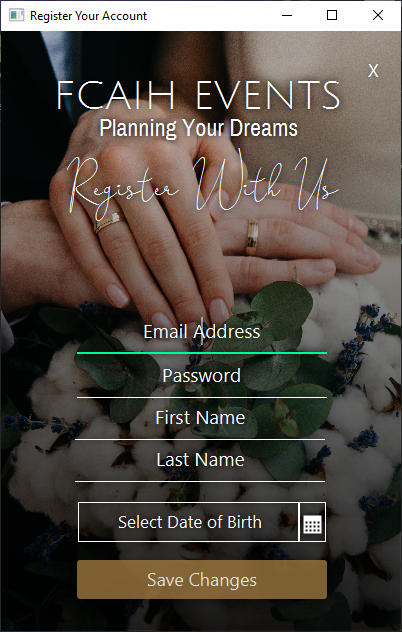 Register Your Account
X
FCAIH EVENTS
Planning Your Dreams
Register With Us
Email Address
Password
First Name
Last Name
Select Date of Birth
Save Changes